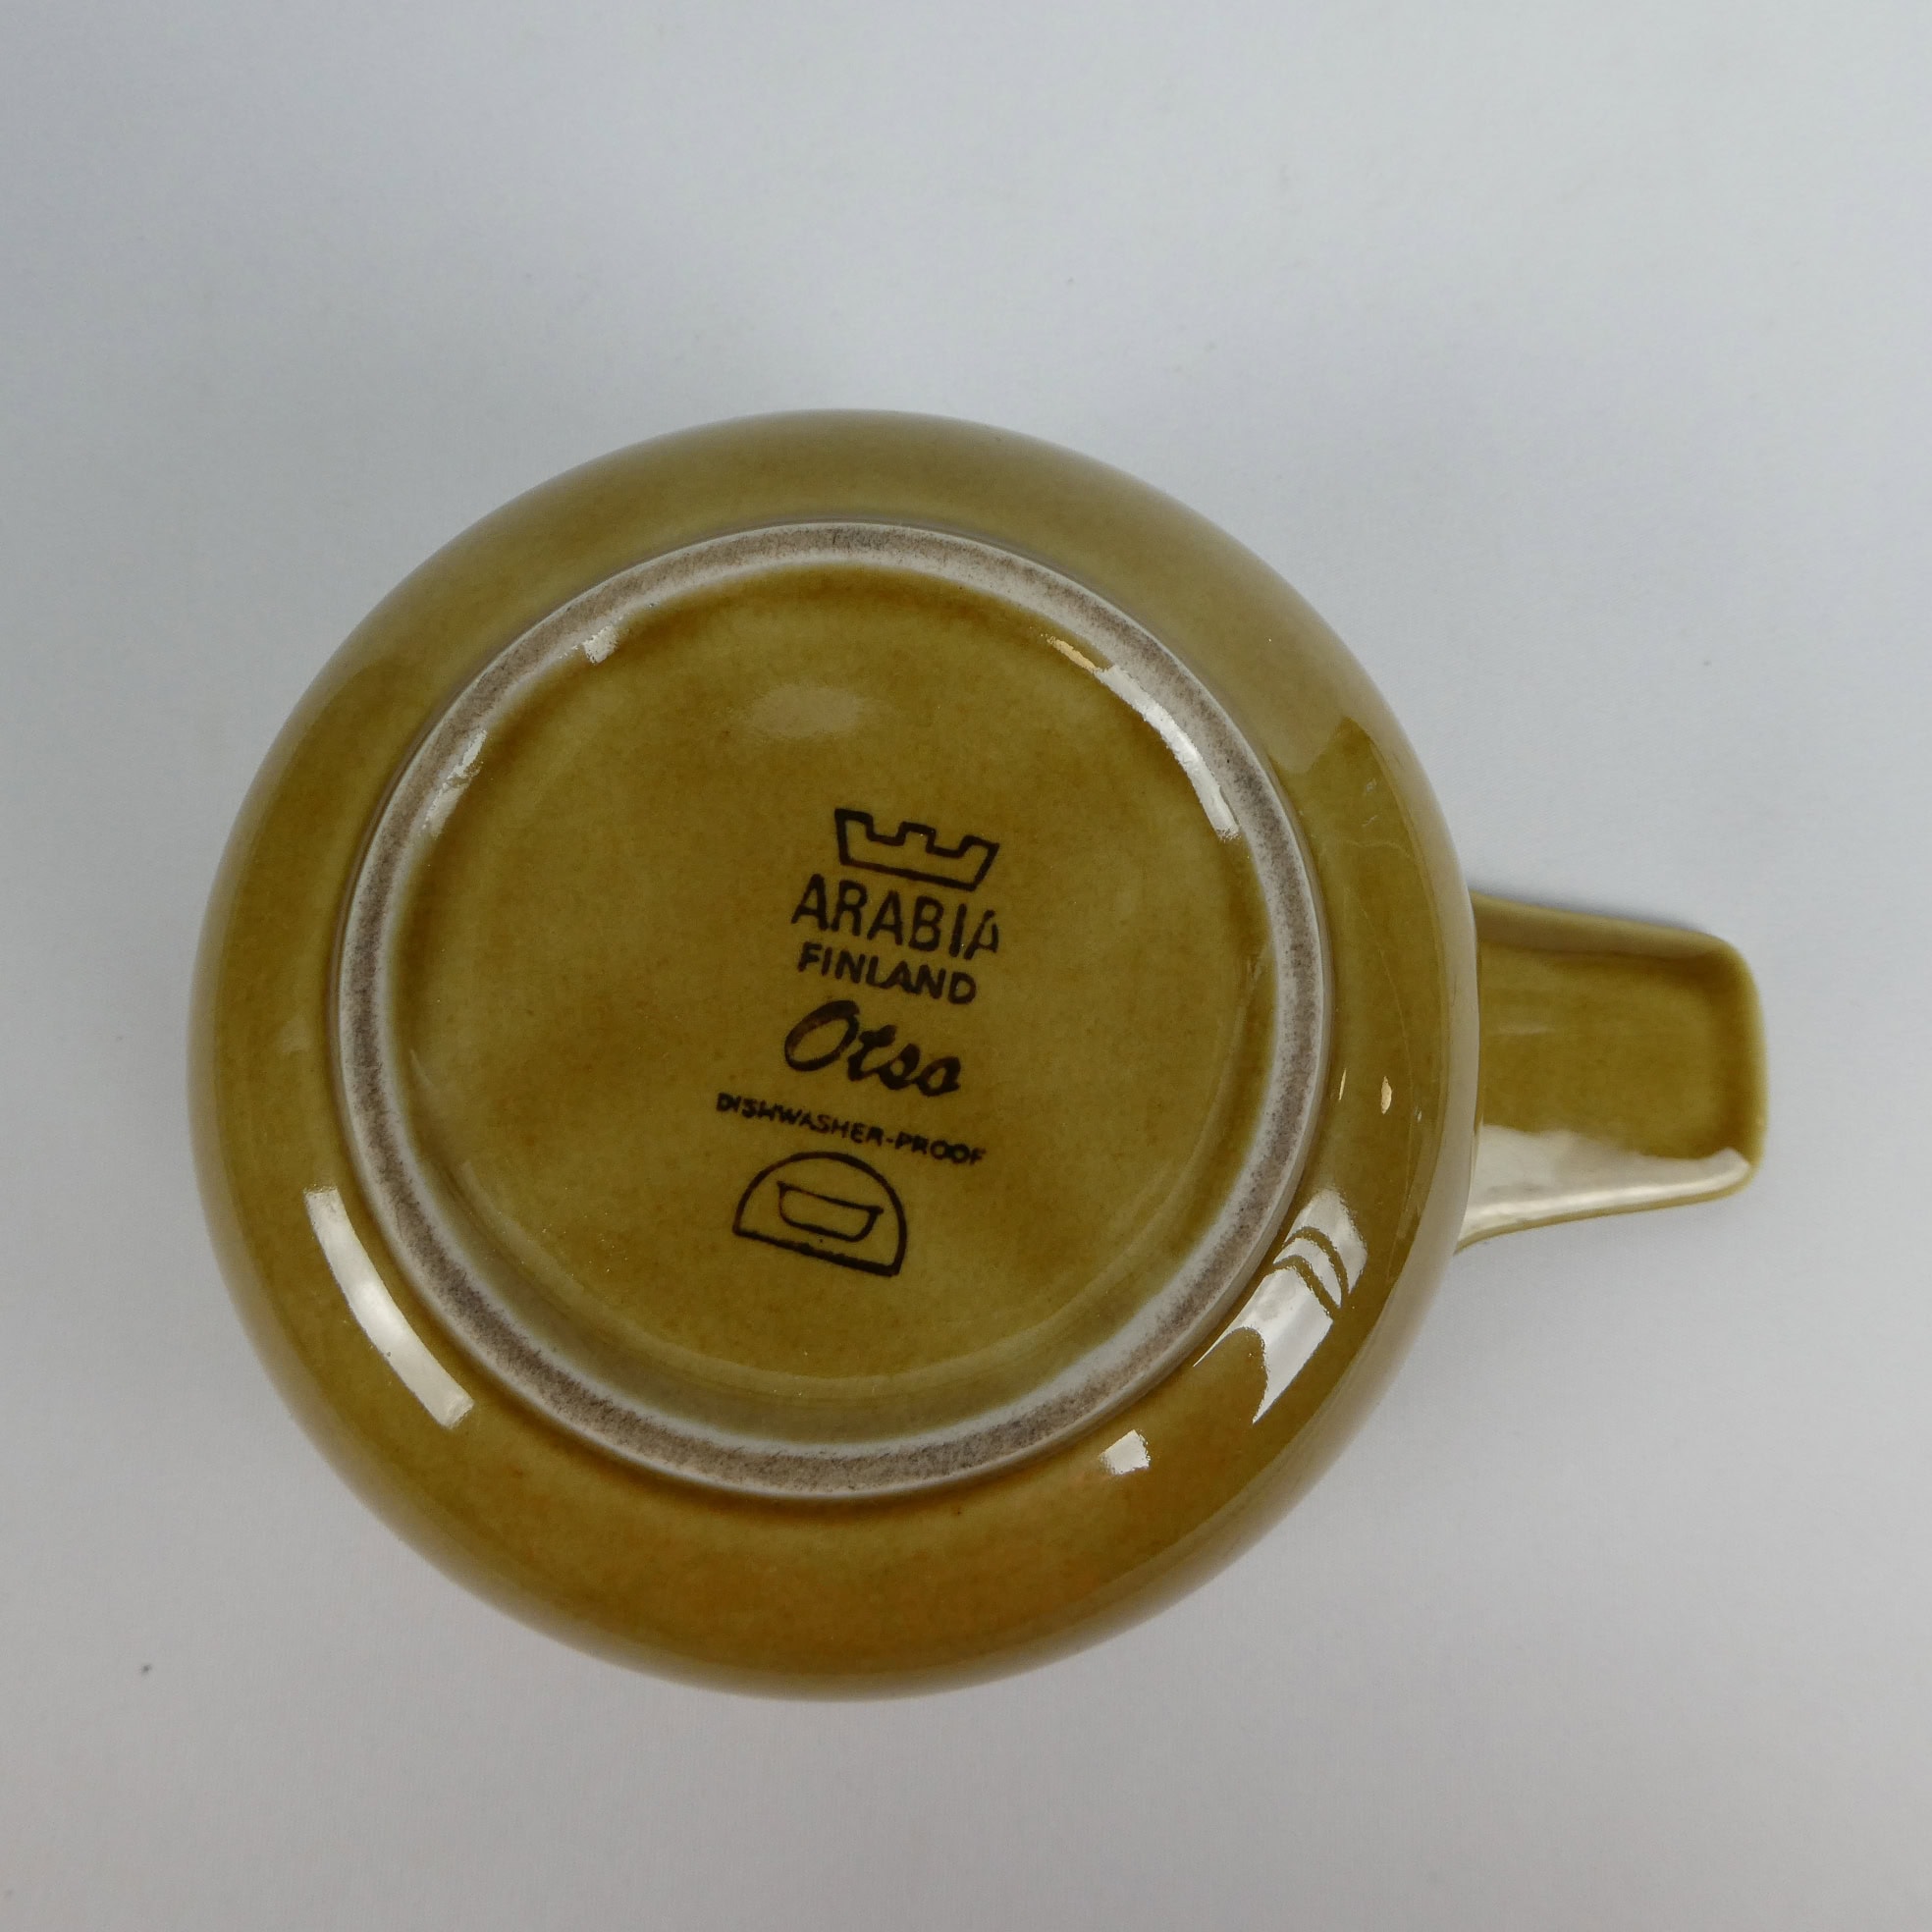 ARABIA
FINLAND
Otso
DISHWASHER-PROOF